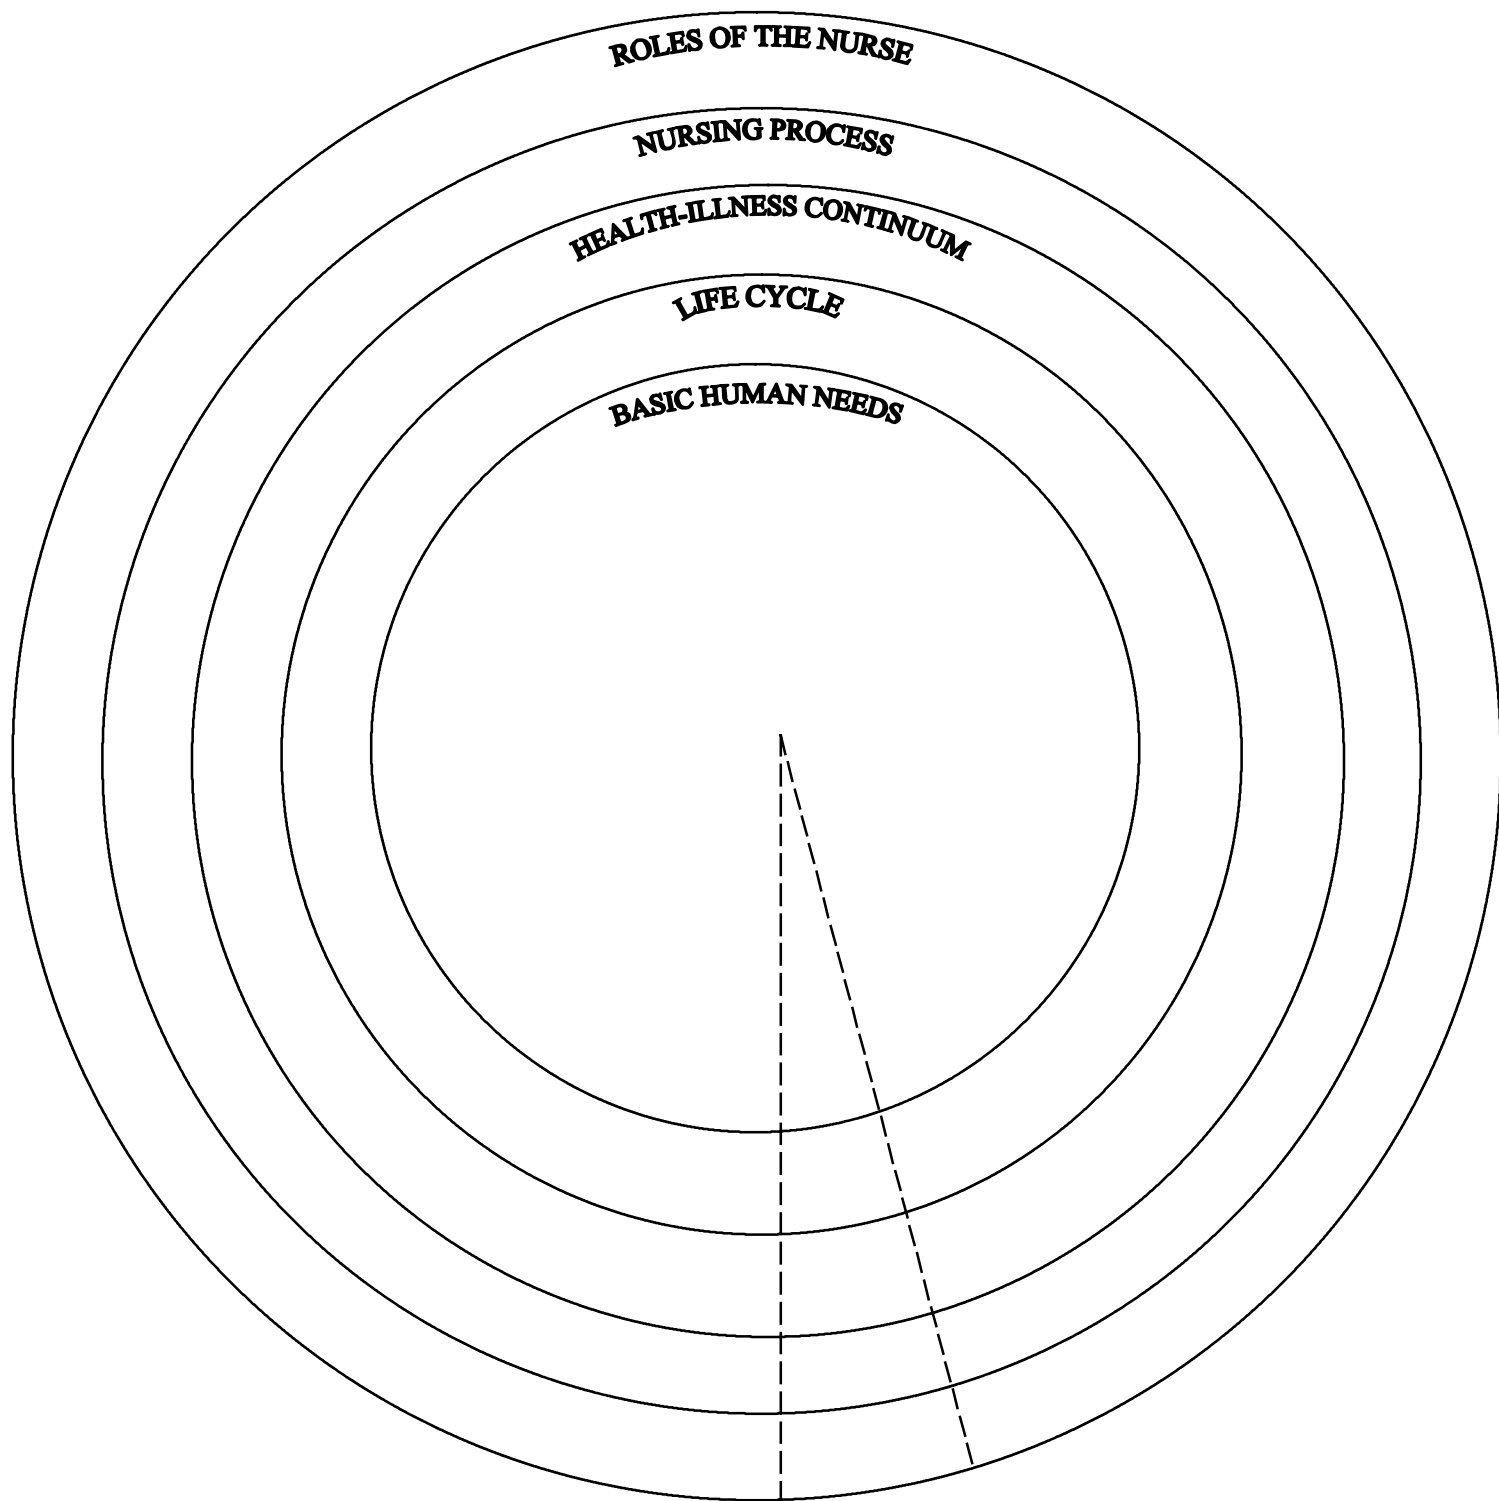 ROLES OF THE NURSE
NURSING PROCESS
HEALTH-ILLNESS CONTINUUM
LIFE CYCLE
BASIC HUMAN NEEDS